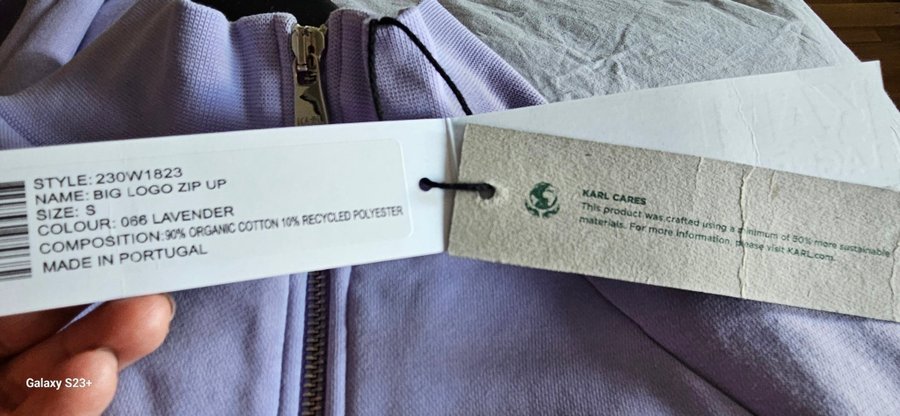 STYLE: 230W1823
NAME: BIG LOGO ZIP UP
SIZE: S
COLOUR: 066 LAVENDER
COMPOSITION: 90% ORGANIC COTTON 10% RECYCLED POLYESTER
MADE IN PORTUGAL
KARL CARES
This product was crafted using a minimum of 50% more sustainable
materials. For more information, please visit KARL.com.
Galaxy S23+